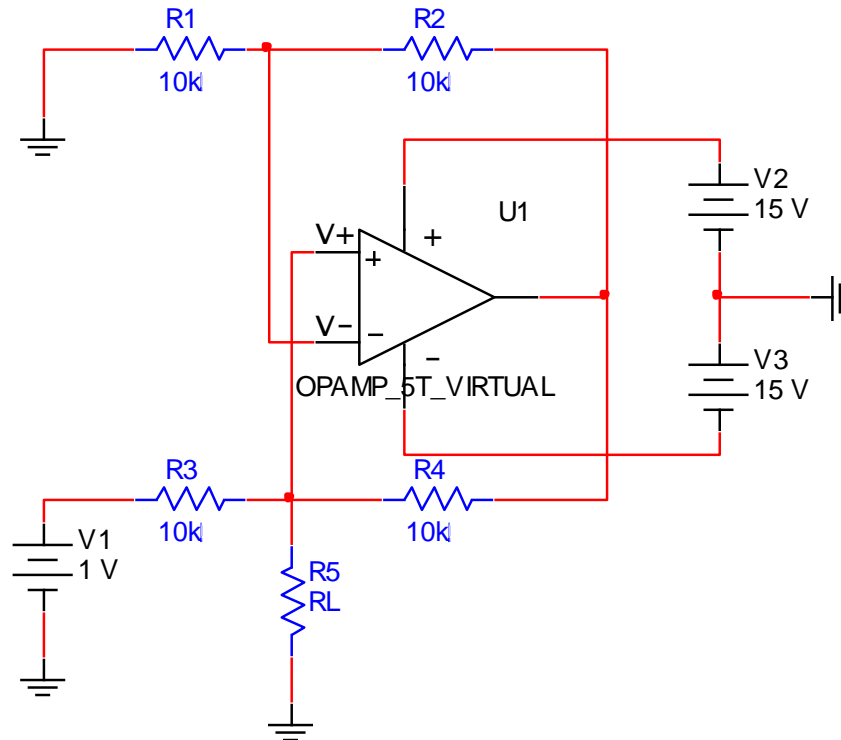 R1
10k
R2
10k
V2
15 V
U1
V+
+
+
V-
-
-
OPAMP_5T_VIRTUAL
V3
15 V
R3
10k
R4
10k
V1
1 V
R5
RL